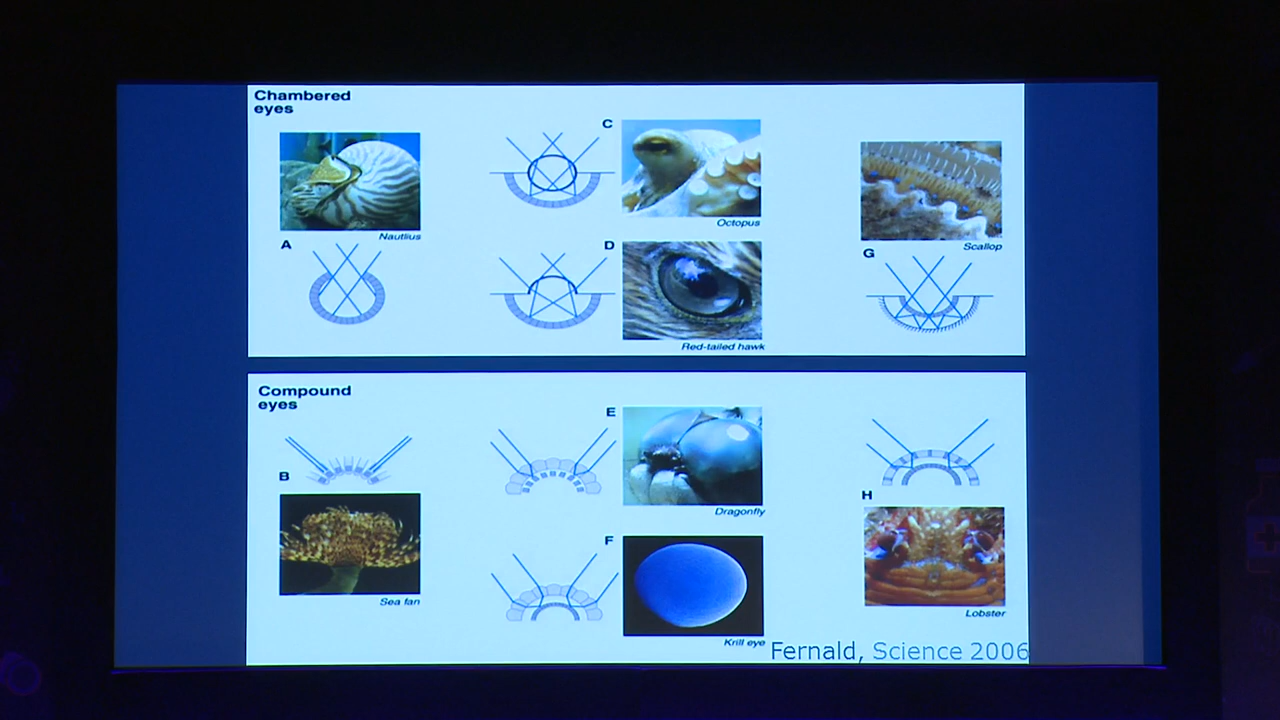 Chambered
eyes
C
Nautilus
Octopus
Scallop
A
D
G
Red-tailed hawk
Compound
eyes
E
B
Dragonfly
H
F
Sea fan
Lobster
Krill eye
Fernald, Science 2006